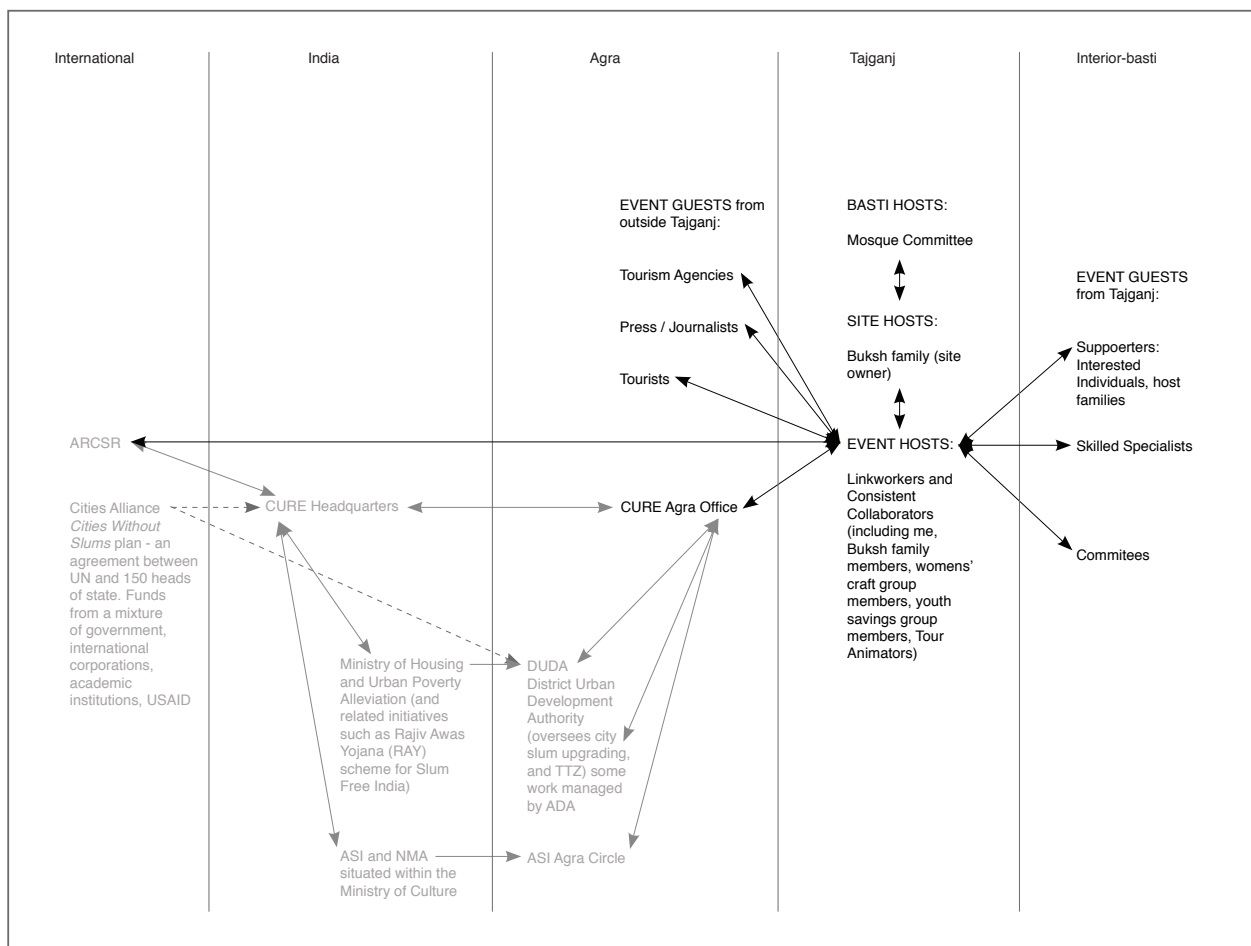 International
India
Agra
Tajganj
Interior-basti
EVENT GUESTS from
outside Tajganj:
Tourism Agencies
Press / Journalists
Tourists
BASTI HOSTS:
Mosque Committee
SITE HOSTS:
Buksh family (site
owner)
EVENT HOSTS:
Linkworkers and
Consistent
Collaborators
(including me,
Buksh family
members, womens’
craft group
members, youth
savings group
members, Tour
Animators)
EVENT GUESTS
from Tajganj:
Suppoerters:
Interested
Individuals, host
families
Skilled Specialists
Commitees
ARCSR
Cities Alliance
Cities Without
Slums plan - an
agreement between
UN and 150 heads
of state. Funds
from a mixture
of government,
international
corporations,
academic
institutions, USAID
CURE Headquarters
CURE Agra Office
Ministry of Housing
and Urban Poverty
Alleviation (and
related initiatives
such as Rajiv Awas
Yojana (RAY)
scheme for Slum
Free India)
DUDA
District Urban
Development
Authority
(oversees city
slum upgrading,
and TTZ) some
work managed
by ADA
ASI and NMA
situated within the
Ministry of Culture
ASI Agra Circle